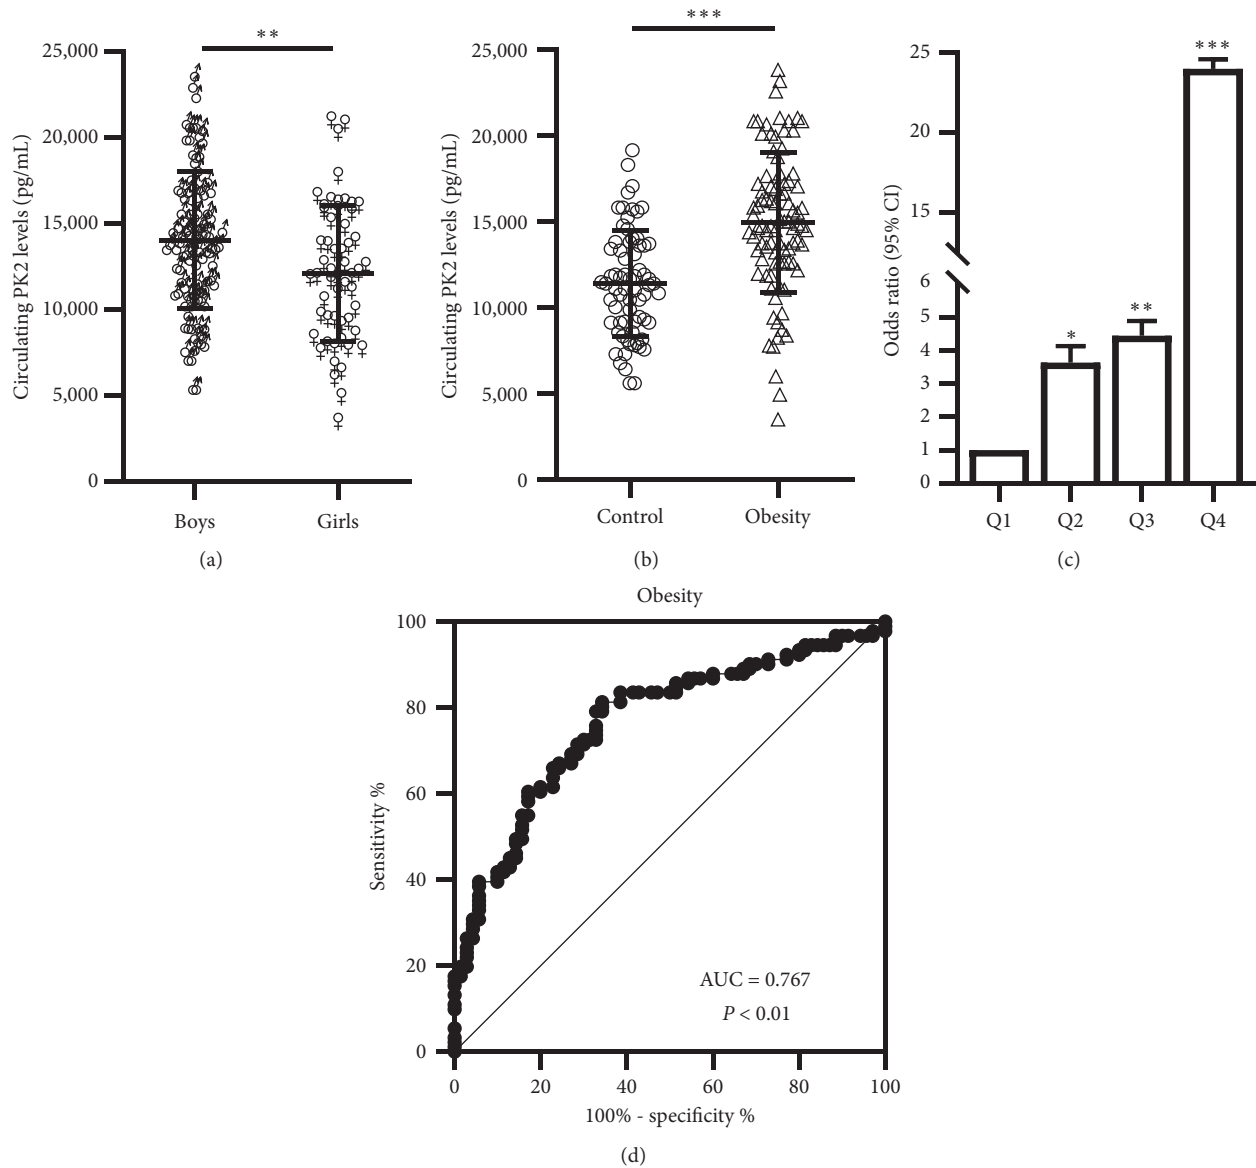 Circulating PK2 levels (pg/mL)
25,000
20,000
15,000
10,000
5,000
0
**
Boys
Girls
(a)
Circulating PK2 levels (pg/mL)
25,000
20,000
15,000
10,000
5,000
0
***
Control
Obesity
(b)
Odds ratio (95% CI)
25
20
15
6
5
4
3
2
1
0
*
**
***
Q1
Q2
Q3
Q4
(c)
Obesity
Sensitivity %
100
80
60
40
20
0
AUC = 0.767
P < 0.01
0
20
40
60
80
100
100% - specificity %
(d)